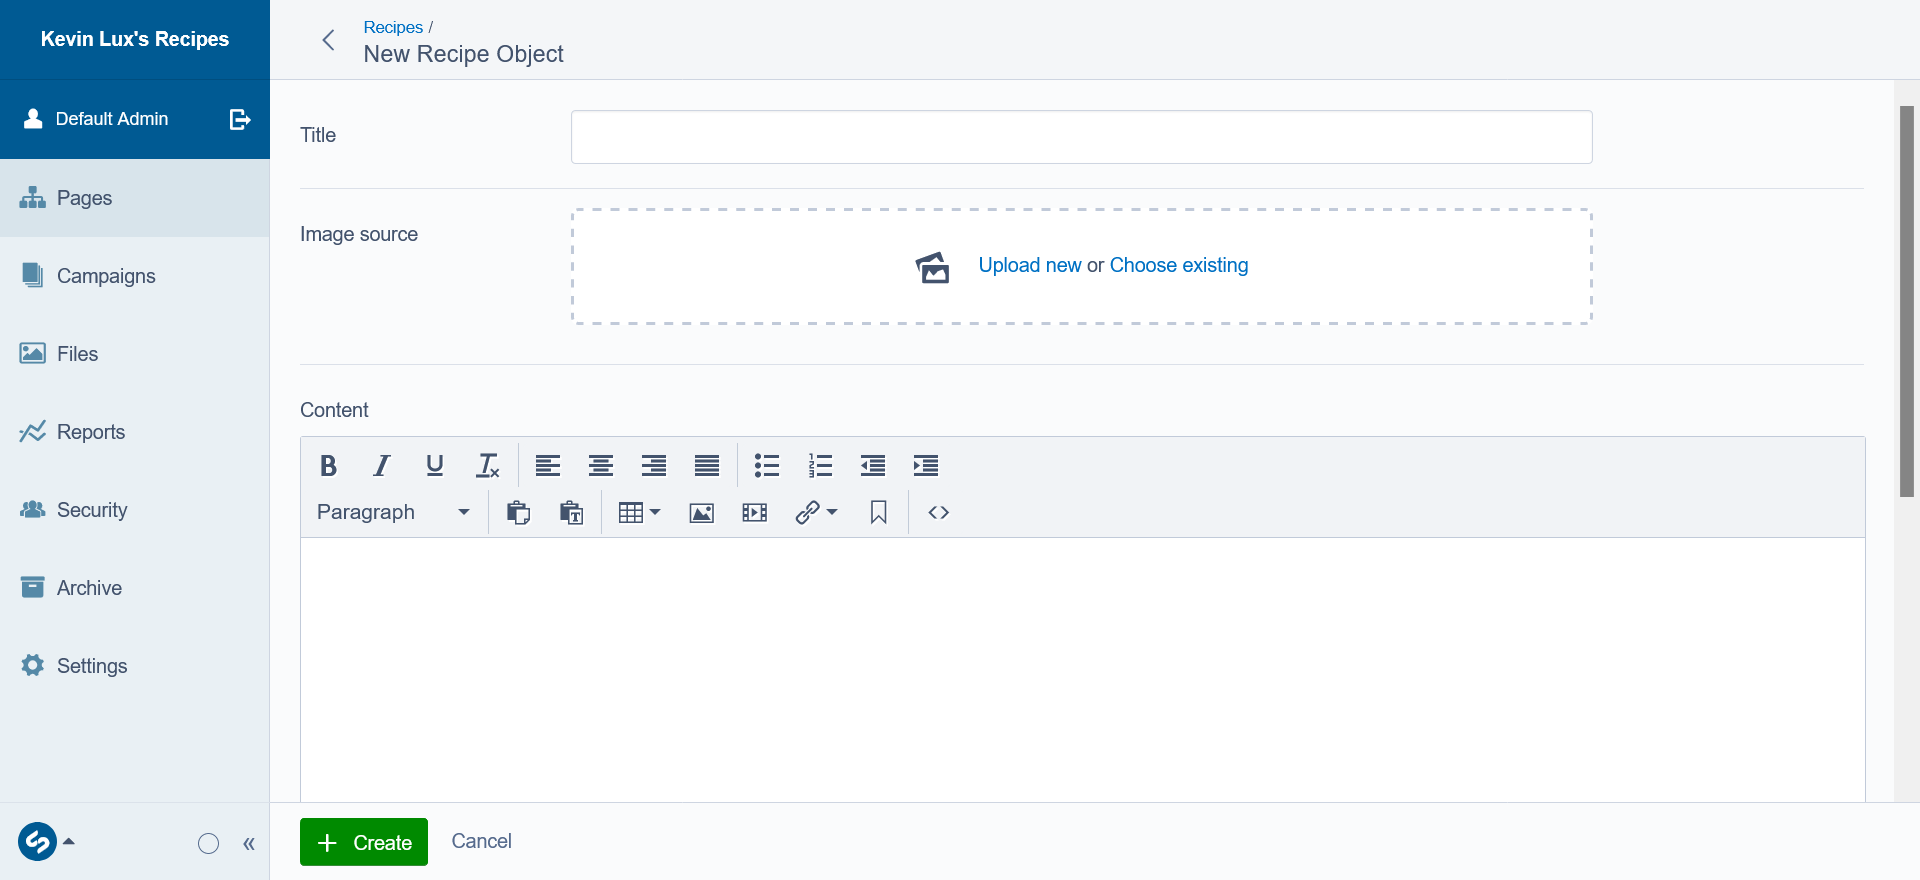 Kevin Lux's Recipes
Default Admin
Pages
Campaigns
Files
Reports
Security
Archive
Settings
Recipes /
New Recipe Object
Title
Image source
Upload new or Choose existing
Content
Paragraph
Create
Cancel